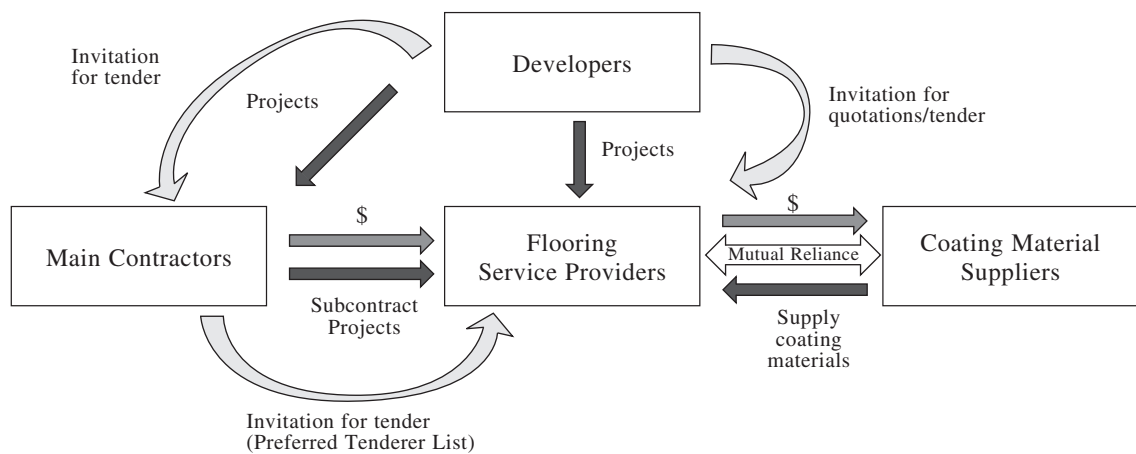 Invitation
for tender
Developers
Projects
Invitation for
quotations/tender
Projects
$
$
Main Contractors
Flooring
Service Providers
Mutual Reliance
Coating Material
Suppliers
Subcontract
Projects
Supply
coating
materials
Invitation for tender
(Preferred Tenderer List)